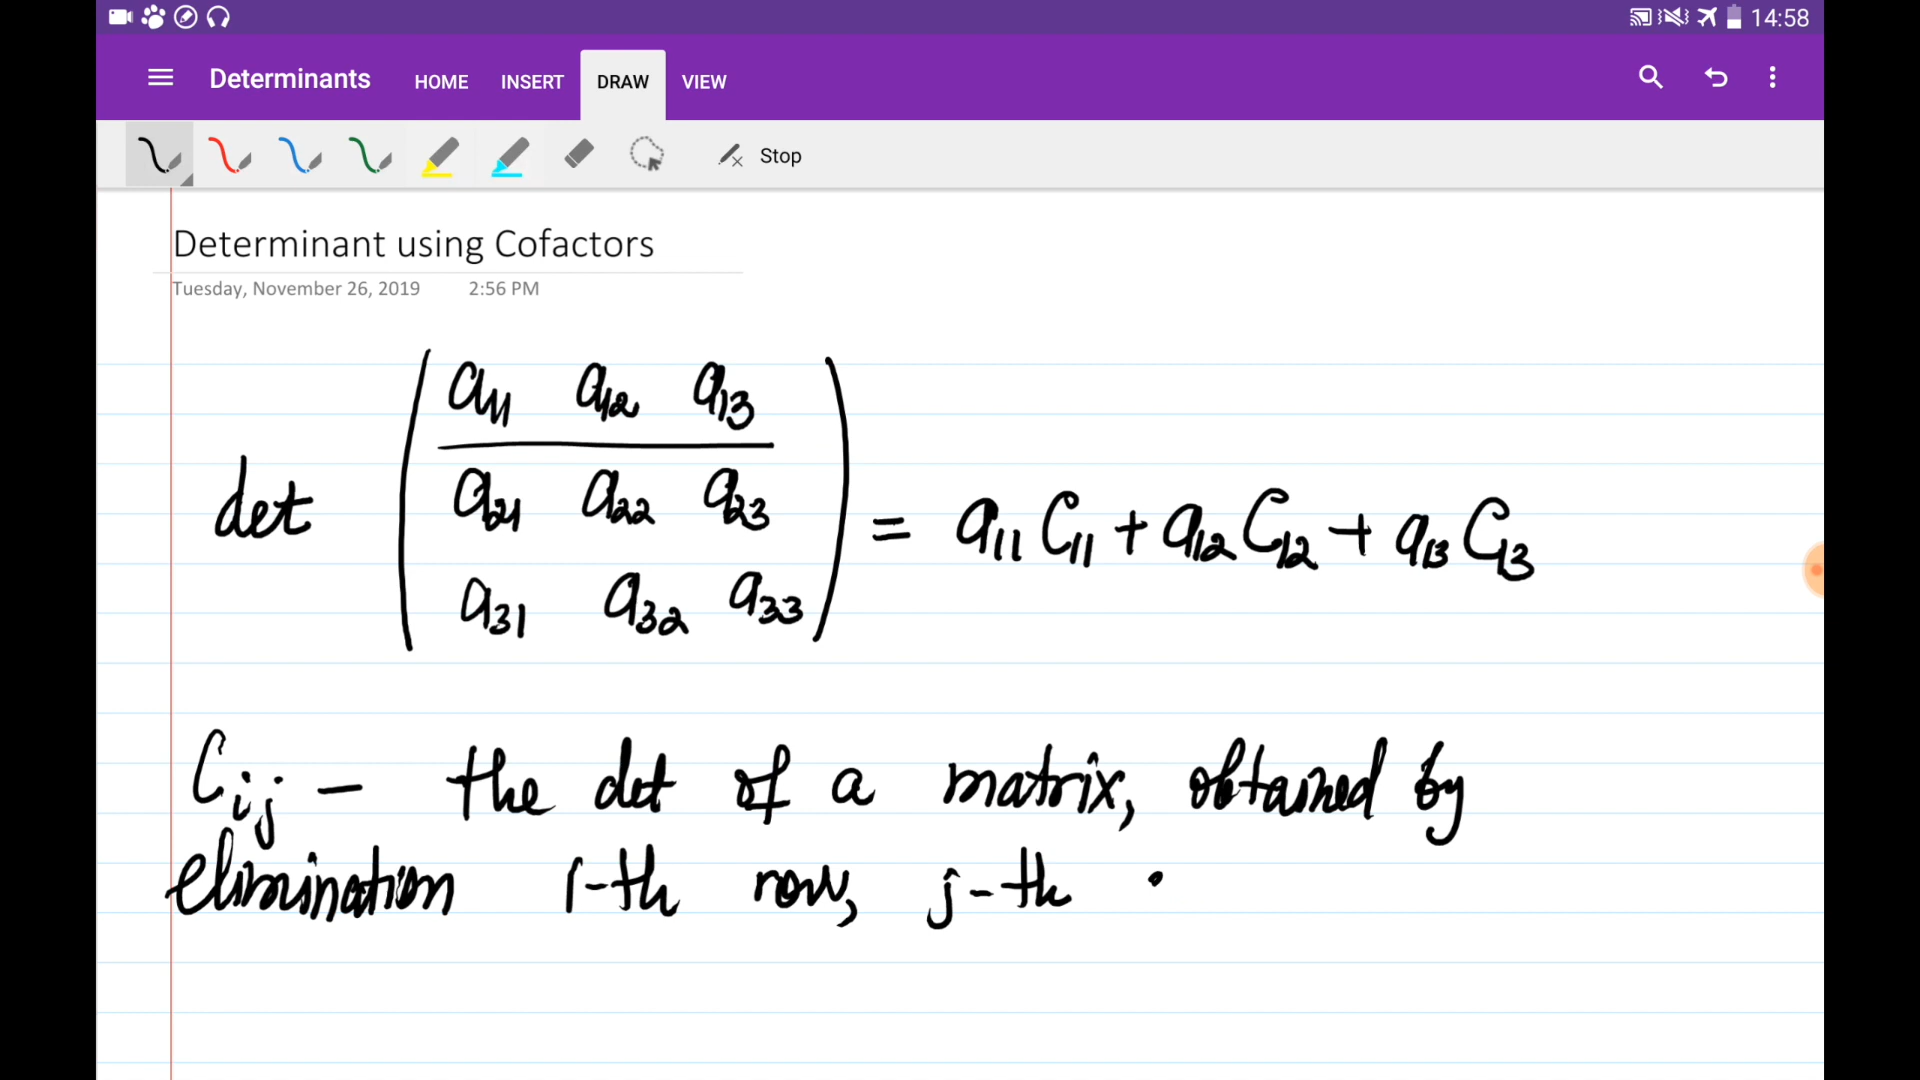 14:58
Determinants HOME INSERT DRAW VIEW
Stop
Determinant using Cofactors
Tuesday, November 26, 2019 2:56 PM
a11 a12 a13
a21 a22 a23
det = a11 C11 + a12 C12 + a13 C13
a31 a32 a33
Cij – the det of a matrix, obtained by
elimination i-th row, j-th